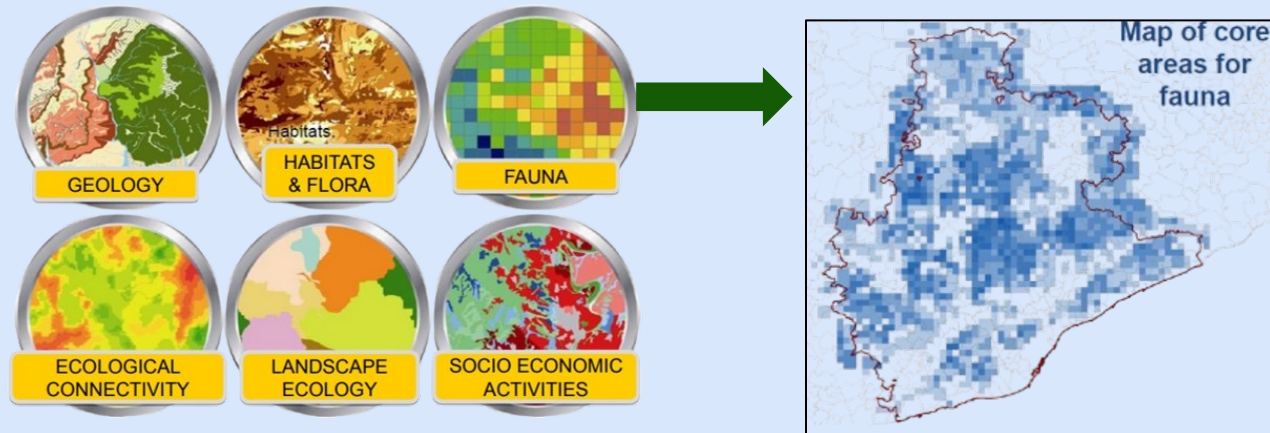 Map of core
areas for
fauna
Habitats
GEOLOGY
HABITATS
& FLORA
FAUNA
ECOLOGICAL
CONNECTIVITY
LANDSCAPE
ECOLOGY
SOCIO ECONOMIC
ACTIVITIES